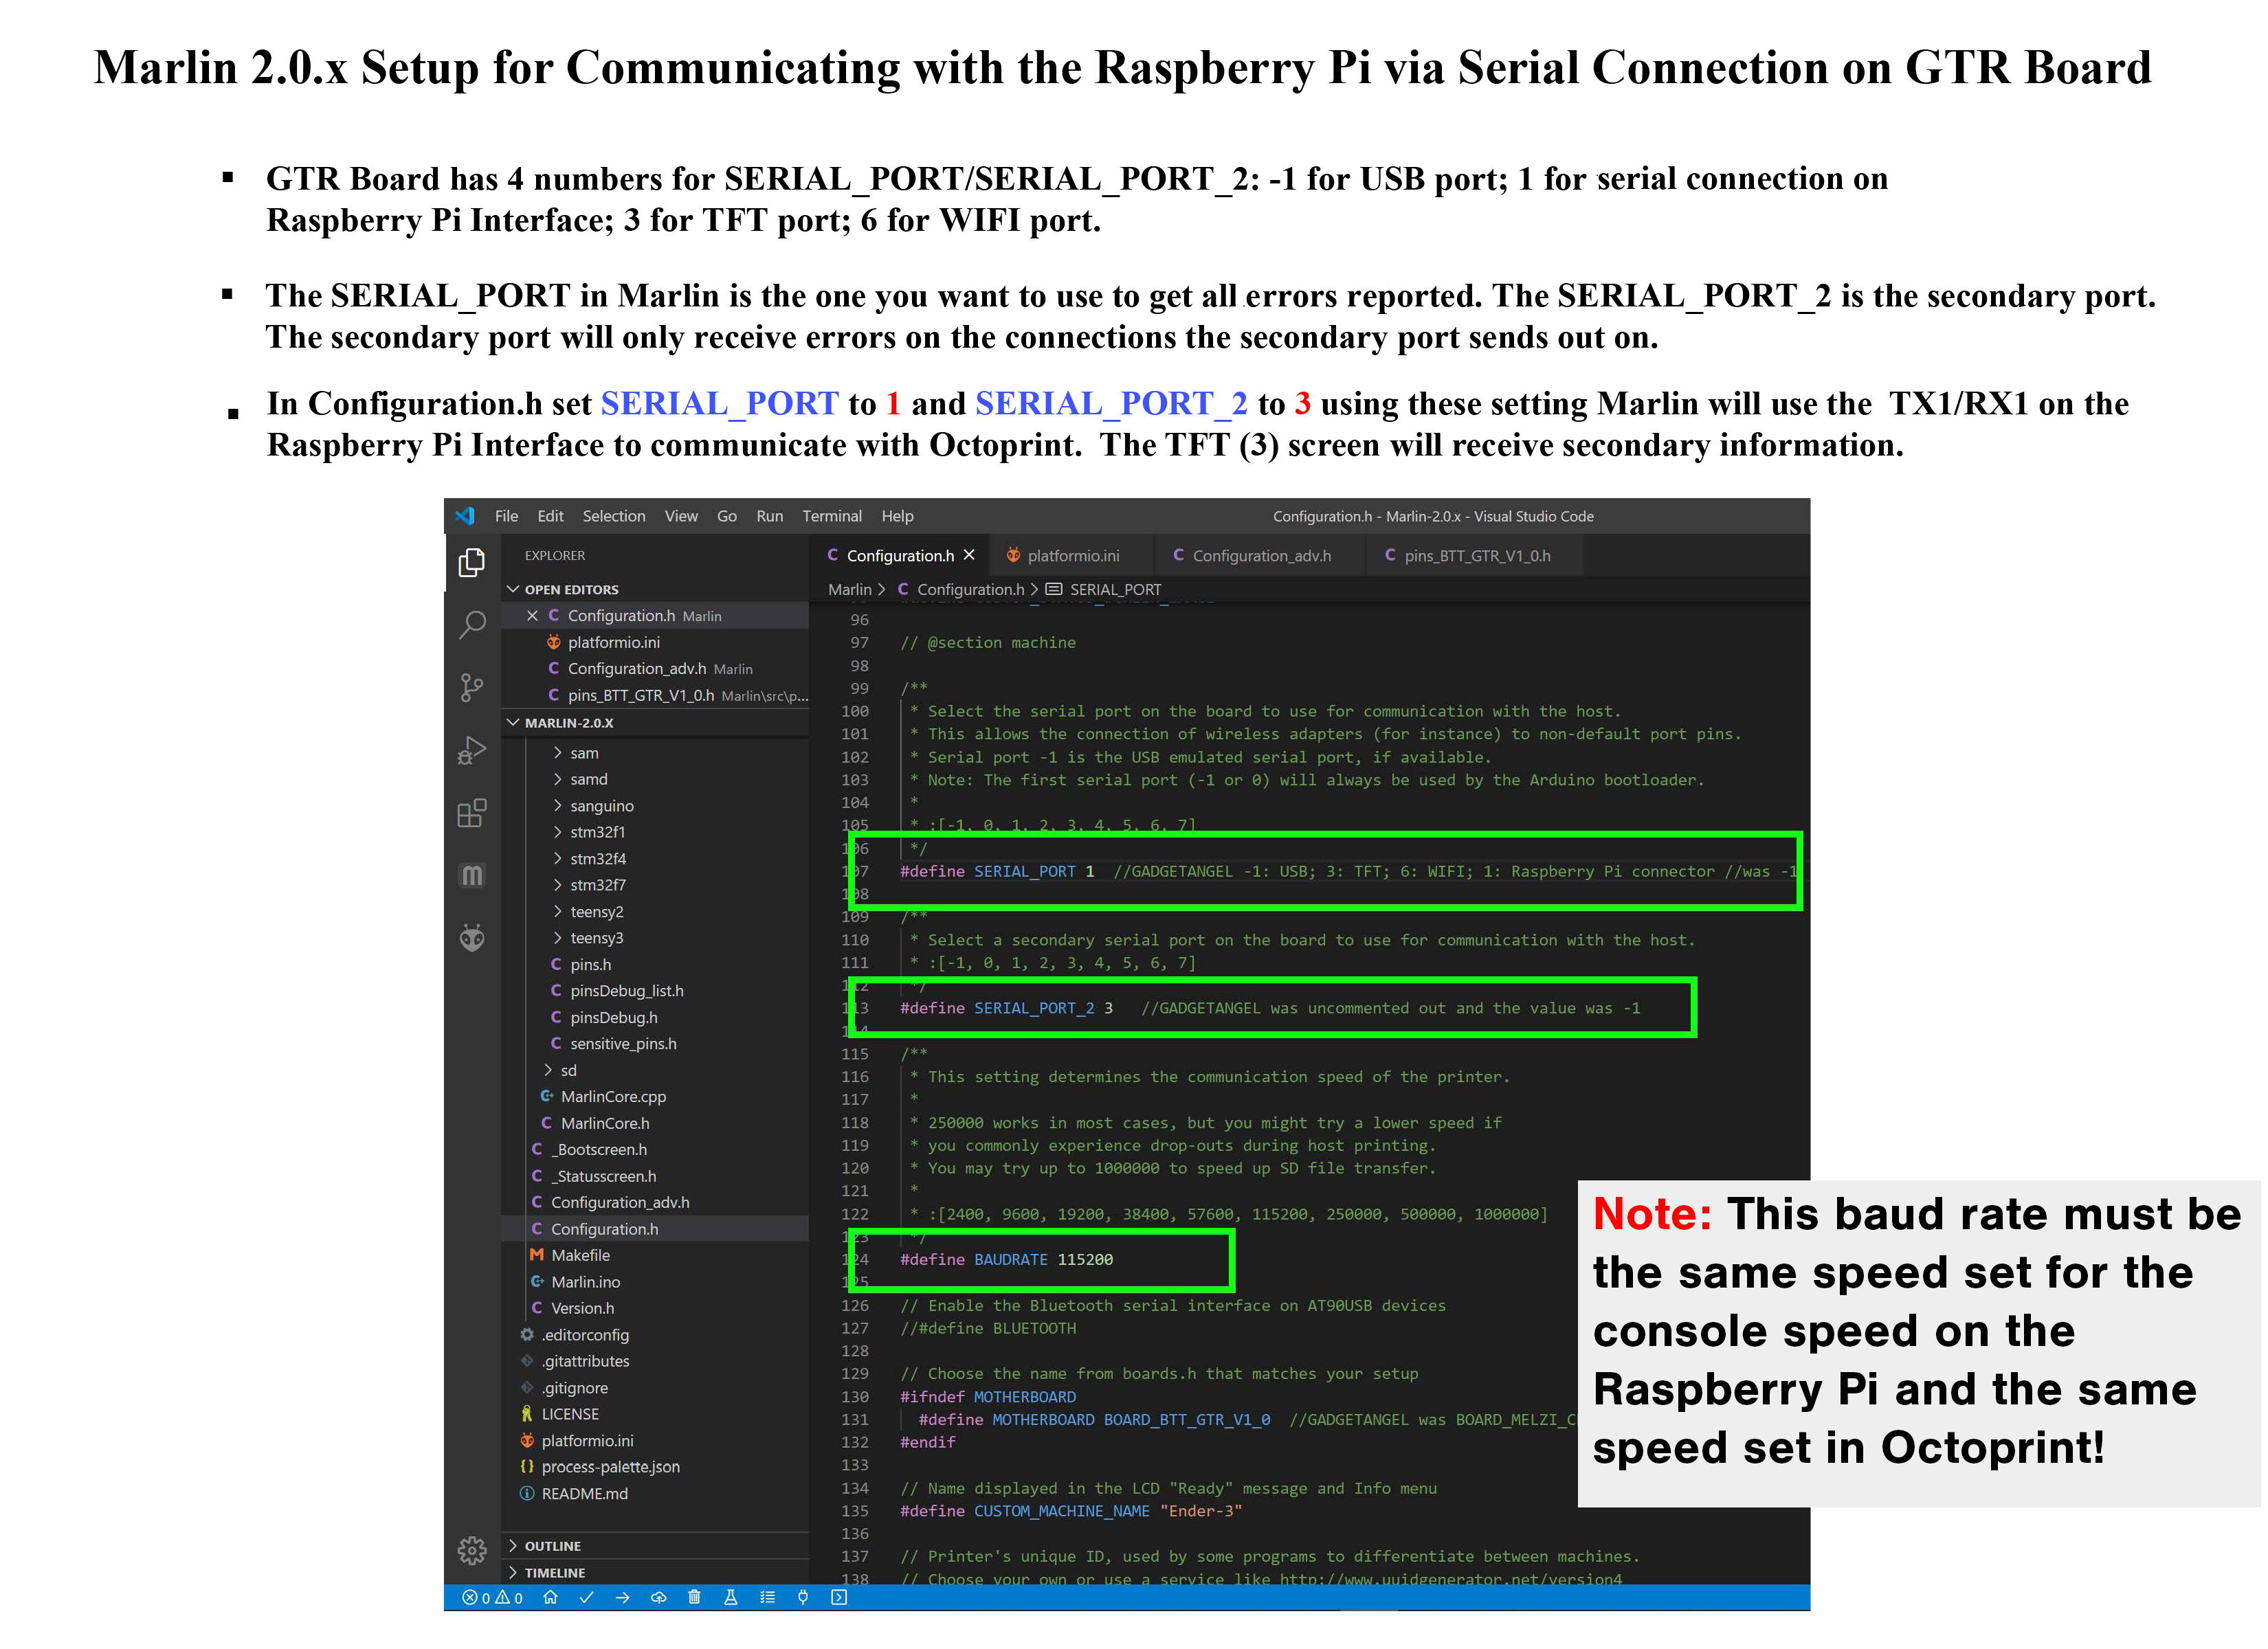 Marlin 2.0.x Setup for Communicating with the Raspberry Pi via Serial Connection on GTR Board
▪ GTR Board has 4 numbers for SERIAL_PORT/SERIAL_PORT_2: -1 for USB port; 1 for serial connection on
Raspberry Pi Interface; 3 for TFT port; 6 for WIFI port.
▪ The SERIAL_PORT in Marlin is the one you want to use to get all errors reported. The SERIAL_PORT_2 is the secondary port.
The secondary port will only receive errors on the connections the secondary port sends out on.
▪ In Configuration.h set SERIAL_PORT to 1 and SERIAL_PORT_2 to 3 using these setting Marlin will use the TX1/RX1 on the
Raspberry Pi Interface to communicate with Octoprint. The TFT (3) screen will receive secondary information.
File Edit Selection View Go Run Terminal Help
Configuration.h - Marlin-2.0.x - Visual Studio Code
EXPLORER
OPEN EDITORS
Configuration.h Marlin
platformio.ini
Configuration_adv.h Marlin
pins_BTT_GTR_V1_0.h Marlin\src\p...
MARLIN-2.0.X
sam
samd
sanguino
stm32f1
stm32f4
stm32f7
teensy2
teensy3
pins.h
pinsDebug_list.h
pinsDebug.h
sensitive_pins.h
sd
MarlinCore.cpp
MarlinCore.h
_Bootscreen.h
_Statusscreen.h
Configuration_adv.h
Configuration.h
Makefile
Marlin.ino
Version.h
.editorconfig
.gitattributes
.gitignore
LICENSE
platformio.ini
process-palette.json
README.md
OUTLINE
TIMELINE
Configuration.h platformio.ini Configuration_adv.h pins_BTT_GTR_V1_0.h
Marlin > Configuration.h > SERIAL_PORT
96
97 // @section machine
98
99 /**
100 * Select the serial port on the board to use for communication with the host.
101 * This allows the connection of wireless adapters (for instance) to non-default port pins.
102 * Serial port -1 is the USB emulated serial port, if available.
103 * Note: The first serial port (-1 or 0) will always be used by the Arduino bootloader.
104 *
105 * :[-1, 0, 1, 2, 3, 4, 5, 6, 7]
106 */
107 #define SERIAL_PORT 1 //GADGETANGEL -1: USB; 3: TFT; 6: WIFI; 1: Raspberry Pi connector //was -1
108
109 /**
110 * Select a secondary serial port on the board to use for communication with the host.
111 * :[-1, 0, 1, 2, 3, 4, 5, 6, 7]
112 */
113 #define SERIAL_PORT_2 3 //GADGETANGEL was uncommented out and the value was -1
114
115 /**
116 * This setting determines the communication speed of the printer.
117 *
118 * 250000 works in most cases, but you might try a lower speed if
119 * you commonly experience drop-outs during host printing.
120 * You may try up to 1000000 to speed up SD file transfer.
121 *
122 * :[2400, 9600, 19200, 38400, 57600, 115200, 250000, 500000, 1000000]
123 */
124 #define BAUDRATE 115200
125
126 // Enable the Bluetooth serial interface on AT90USB devices
127 //#define BLUETOOTH
128
129 // Choose the name from boards.h that matches your setup
130 #ifndef MOTHERBOARD
131 #define MOTHERBOARD BOARD_BTT_GTR_V1_0 //GADGETANGEL was BOARD_MELZI_C
132 #endif
133
134 // Name displayed in the LCD "Ready" message and Info menu
135 #define CUSTOM_MACHINE_NAME "Ender-3"
136
137 // Printer's unique ID, used by some programs to differentiate between machines.
138 // Choose your own or use a service like http://www.uuidgenerator.net/version4
0 0
Note: This baud rate must be
the same speed set for the
console speed on the
Raspberry Pi and the same
speed set in Octoprint!